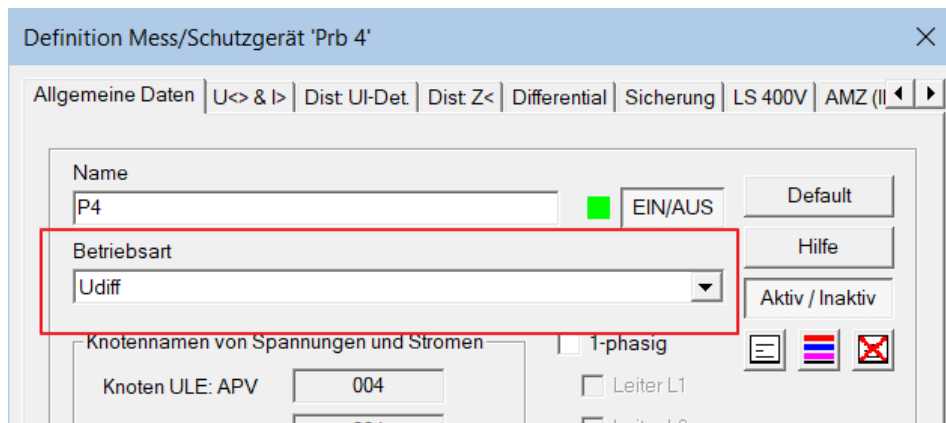 Definition Mess/Schutzgerät 'Prb 4'
Allgemeine Daten U<> & I> Dist: UI-Det. Dist: Z< Differential Sicherung LS 400V AMZ (II
Name
P4 EIN/AUS Default
Betriebsart Hilfe
Udiff Aktiv / Inaktiv
Knotennamen von Spannungen und Stromen 1-phasig
Knoten ULE: APV 004 Leiter L1